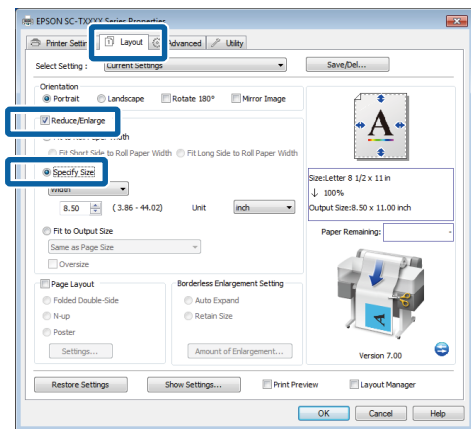 EPSON SC-TXXXX Series Properties
Printer Settin
Layout
Advanced
Utility
Select Setting :
Current Settings
Save/Del...
Orientation
Portrait
Landscape
Rotate 180°
Mirror Image
Reduce/Enlarge
Fit to Roll Paper Width
Fit Short Side to Roll Paper Width
Fit Long Side to Roll Paper Width
Specify Size
Width
8.50
( 3.86 - 44.02)
Unit
inch
Fit to Output Size
Same as Page Size
Oversize
A
Size:Letter 8 1/2 x 11 in
↓ 100%
Output Size:8.50 x 11.00 inch
Paper Remaining:
-
Page Layout
Folded Double-Side
N-up
Poster
Settings...
Borderless Enlargement Setting
Auto Expand
Retain Size
Amount of Enlargement...
Version 7.00
Restore Settings
Show Settings...
Print Preview
Layout Manager
OK
Cancel
Help